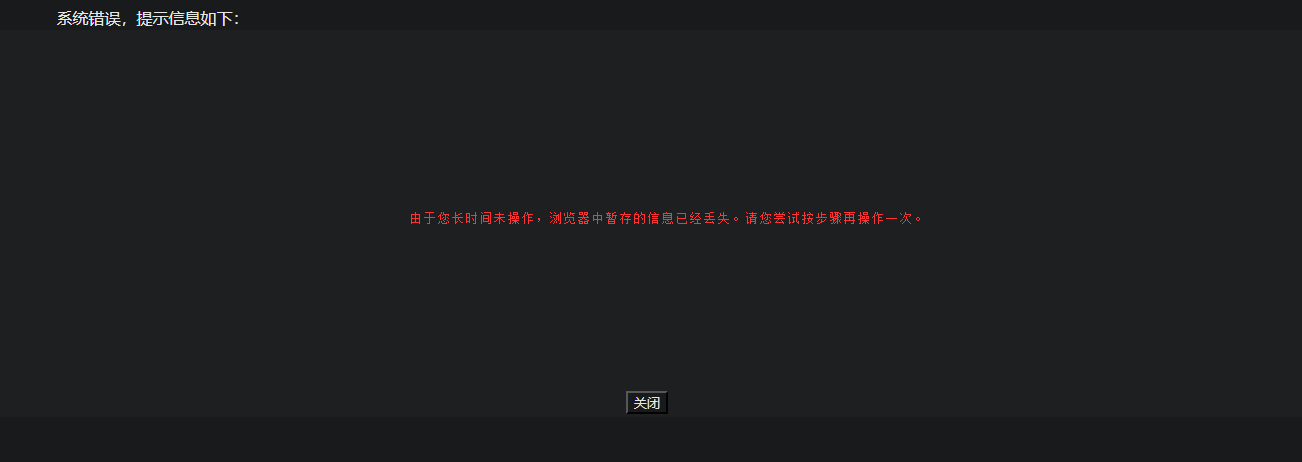 系统错误，提示信息如下：
由于您长时间未操作，浏览器中暂存的信息已经丢失。请您尝试按步骤再操作一次。
关闭